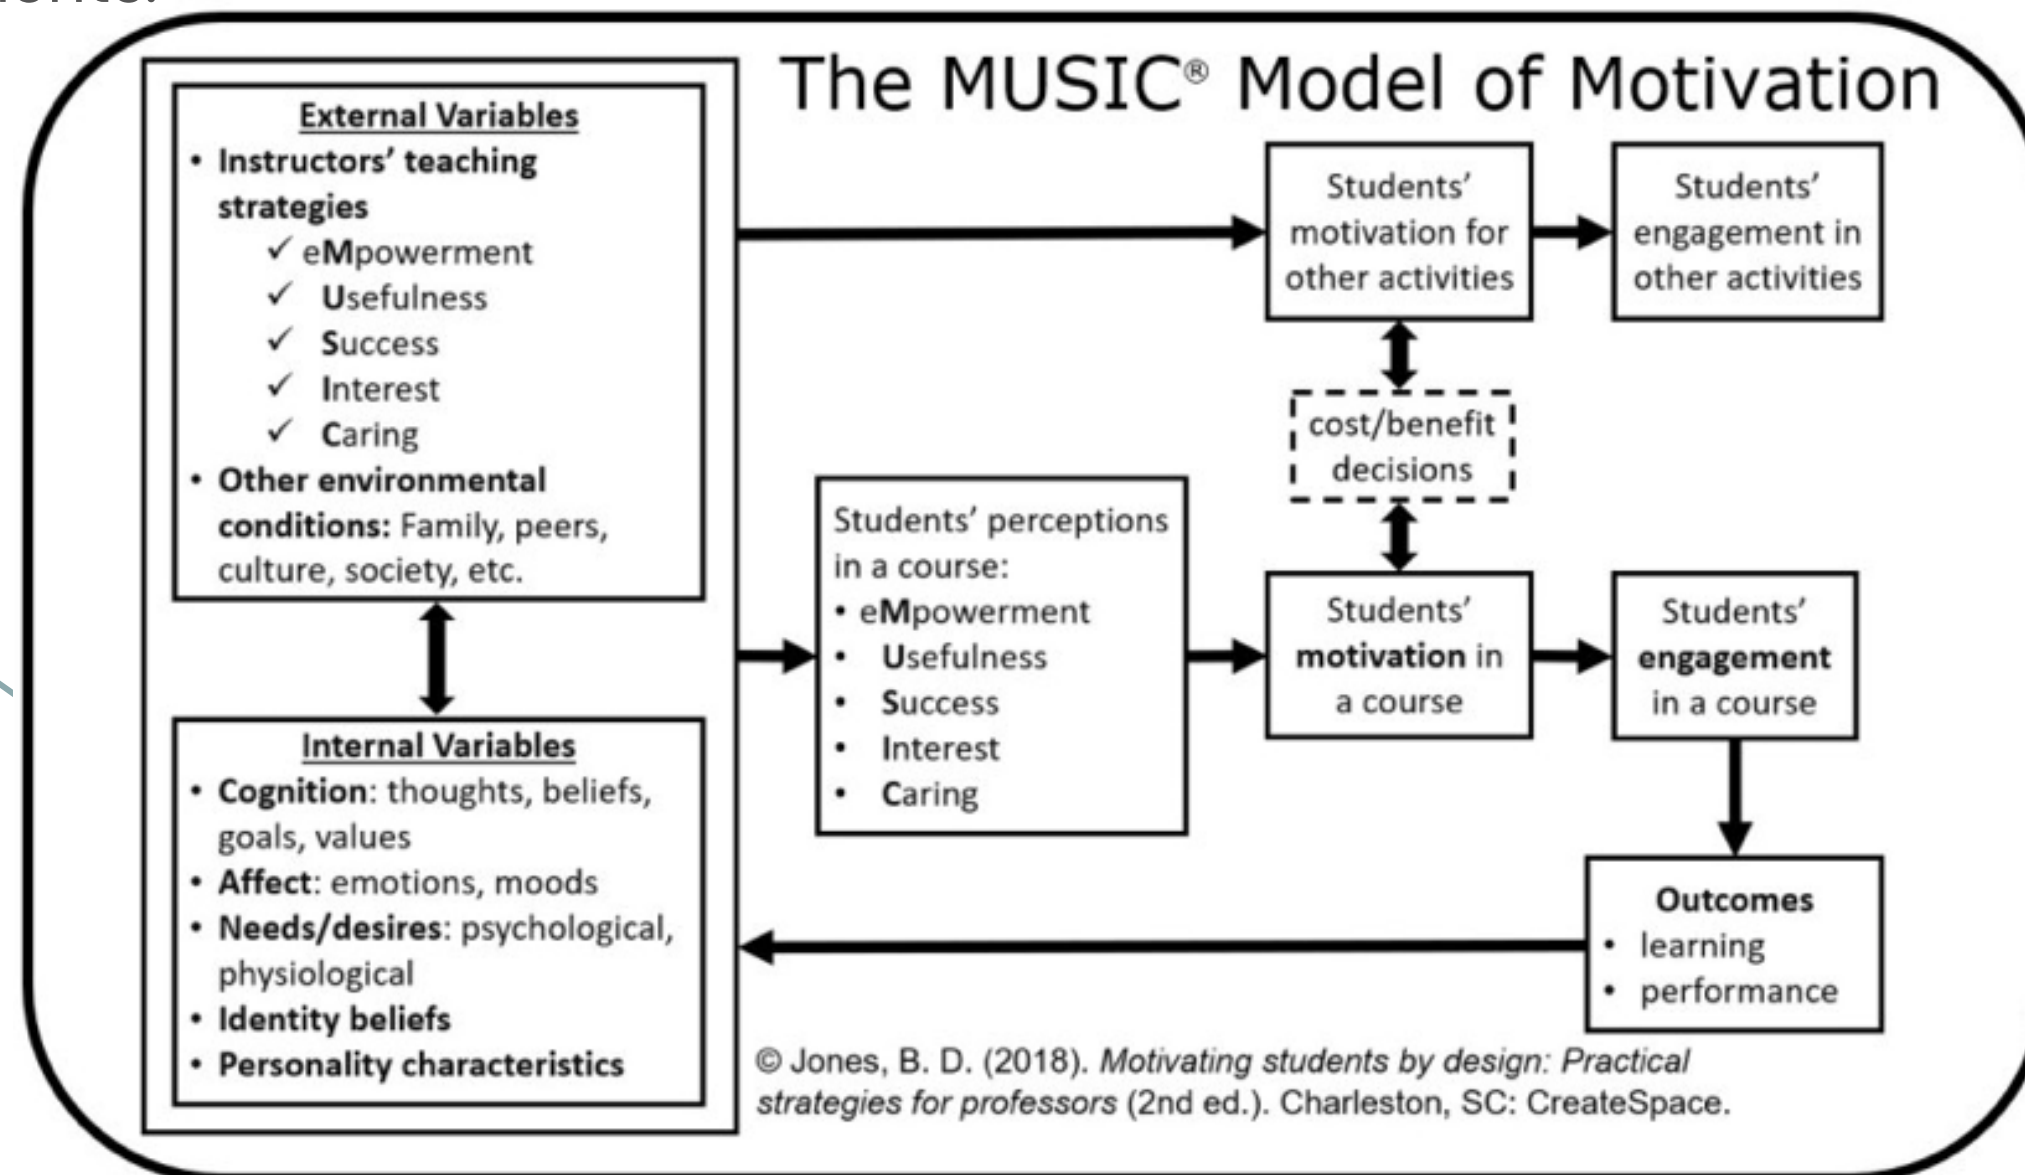 The MUSIC® Model of Motivation
External Variables
• Instructors’ teaching
strategies
✓ eMpowerment
✓ Usefulness
✓ Success
✓ Interest
✓ Caring
• Other environmental
conditions: Family, peers,
culture, society, etc.
Internal Variables
• Cognition: thoughts, beliefs,
goals, values
• Affect: emotions, moods
• Needs/desires: psychological,
physiological
• Identity beliefs
• Personality characteristics
Students’ perceptions
in a course:
• eMpowerment
• Usefulness
• Success
• Interest
• Caring
Students’
motivation for
other activities
Students’
engagement in
other activities
cost/benefit
decisions
Students’
motivation in
a course
Students’
engagement
in a course
Outcomes
• learning
• performance
© Jones, B. D. (2018). Motivating students by design: Practical
strategies for professors (2nd ed.). Charleston, SC: CreateSpace.